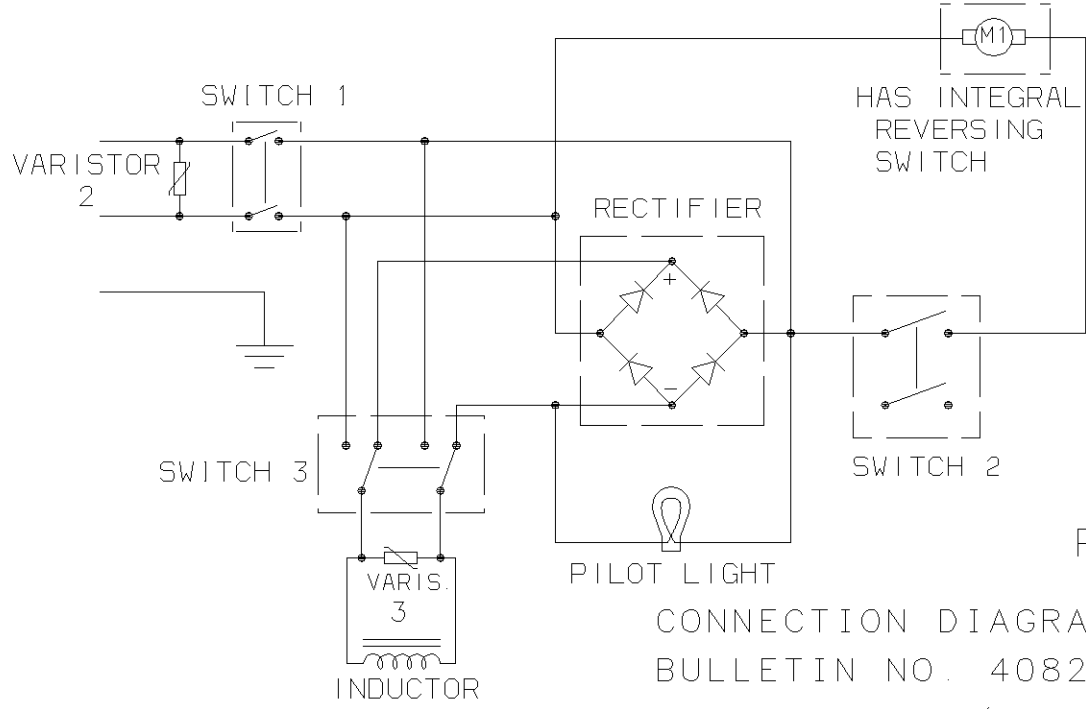 M1
SWITCH 1
HAS INTEGRAL
REVERSING
SWITCH
VARISTOR
2
RECTIFIER
+
−
SWITCH 3
SWITCH 2
VARIS.
3
PILOT LIGHT
INDUCTOR
CONNECTION DIAGRA
BULLETIN NO. 4082